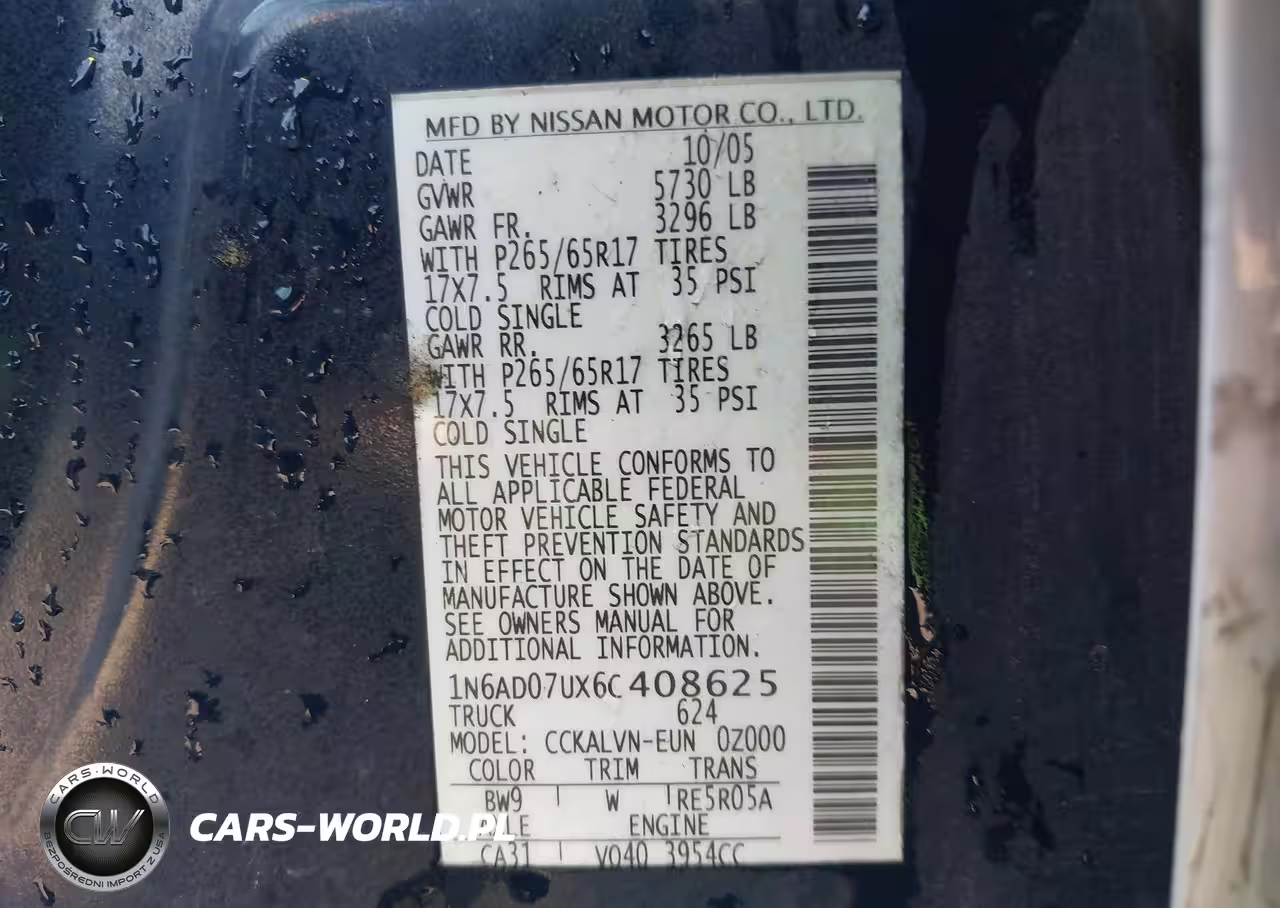 MFD BY NISSAN MOTOR CO., LTD.
DATE 10/05
GVWR 5730 LB
GAWR FR. 3296 LB
WITH P265/65R17 TIRES
17X7.5 RIMS AT 35 PSI
COLD SINGLE
GAWR RR. 3265 LB
WITH P265/65R17 TIRES
17X7.5 RIMS AT 35 PSI
COLD SINGLE
THIS VEHICLE CONFORMS TO
ALL APPLICABLE FEDERAL
MOTOR VEHICLE SAFETY AND
THEFT PREVENTION STANDARDS
IN EFFECT ON THE DATE OF
MANUFACTURE SHOWN ABOVE.
SEE OWNERS MANUAL FOR
ADDITIONAL INFORMATION.
1N6AD07UX6C408625
TRUCK 624
MODEL: CCKALVN-EUN 0Z000
COLOR TRIM TRANS
BW9 W RE5R05A
ENGINE
CA31 VQ40 3954CC
CARS-WORLD
CW
BEZPOŚREDNI IMPORT Z USA
CARS-WORLD.PL